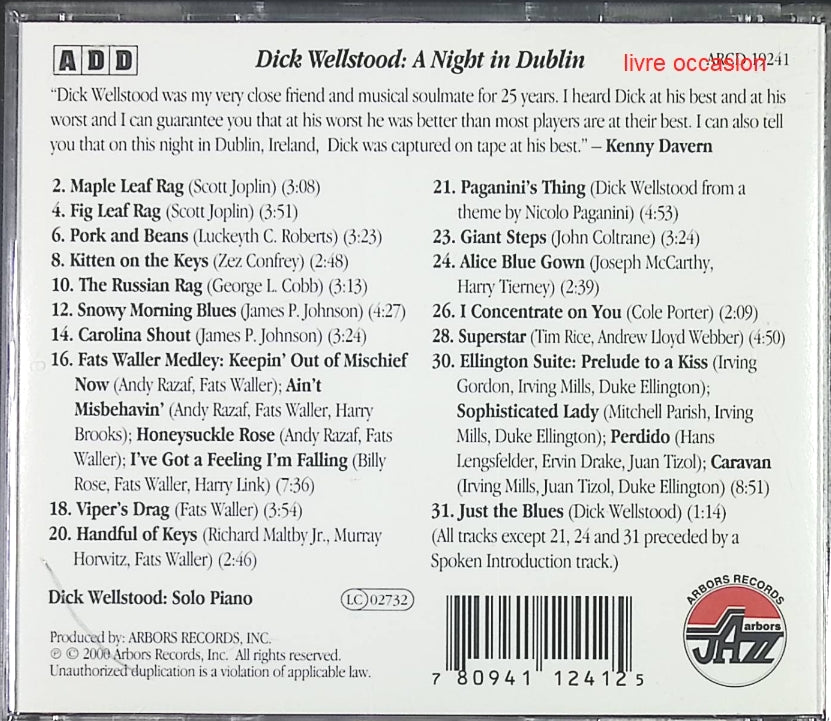 ADD
Dick Wellstood: A Night in Dublin
livre occasion
ARCD 19241
“Dick Wellstood was my very close friend and musical soulmate for 25 years. I heard Dick at his best and at his
worst and I can guarantee you that at his worst he was better than most players are at their best. I can also tell
you that on this night in Dublin, Ireland, Dick was captured on tape at his best.” – Kenny Davern
2. Maple Leaf Rag (Scott Joplin) (3:08)
4. Fig Leaf Rag (Scott Joplin) (3:51)
6. Pork and Beans (Luckeyth C. Roberts) (3:23)
8. Kitten on the Keys (Zez Confrey) (2:48)
10. The Russian Rag (George L. Cobb) (3:13)
12. Snowy Morning Blues (James P. Johnson) (4:27)
14. Carolina Shout (James P. Johnson) (3:24)
16. Fats Waller Medley: Keepin’ Out of Mischief
Now (Andy Razaf, Fats Waller); Ain’t
Misbehavin’ (Andy Razaf, Fats Waller, Harry
Brooks); Honeysuckle Rose (Andy Razaf, Fats
Waller); I’ve Got a Feeling I’m Falling (Billy
Rose, Fats Waller, Harry Link) (7:36)
18. Viper’s Drag (Fats Waller) (3:54)
20. Handful of Keys (Richard Maltby Jr., Murray
Horwitz, Fats Waller) (2:46)
21. Paganini’s Thing (Dick Wellstood from a
theme by Nicolo Paganini) (4:53)
23. Giant Steps (John Coltrane) (3:24)
24. Alice Blue Gown (Joseph McCarthy,
Harry Tierney) (2:39)
26. I Concentrate on You (Cole Porter) (2:09)
28. Superstar (Tim Rice, Andrew Lloyd Webber) (4:50)
30. Ellington Suite: Prelude to a Kiss (Irving
Gordon, Irving Mills, Duke Ellington);
Sophisticated Lady (Mitchell Parish, Irving
Mills, Duke Ellington); Perdido (Hans
Lengsfelder, Ervin Drake, Juan Tizol); Caravan
(Irving Mills, Juan Tizol, Duke Ellington) (8:51)
31. Just the Blues (Dick Wellstood) (1:14)
(All tracks except 21, 24 and 31 preceded by a
Spoken Introduction track.)
Dick Wellstood: Solo Piano
LC 02732
Produced by: ARBORS RECORDS, INC.
℗ © 2000 Arbors Records, Inc. All rights reserved.
Unauthorized duplication is a violation of applicable law.
7 80941 12412 5
ARBORS RECORDS
arbors
JAZZ